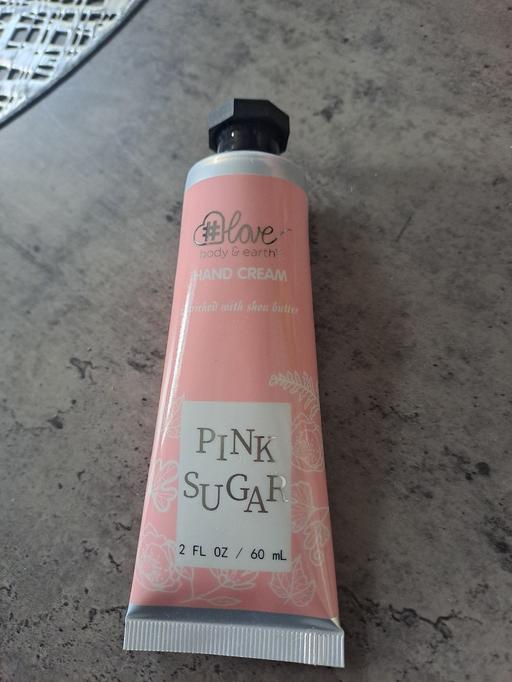 #love
body & earth
HAND CREAM
enriched with shea butter
PINK
SUGAR
2 FL OZ / 60 mL